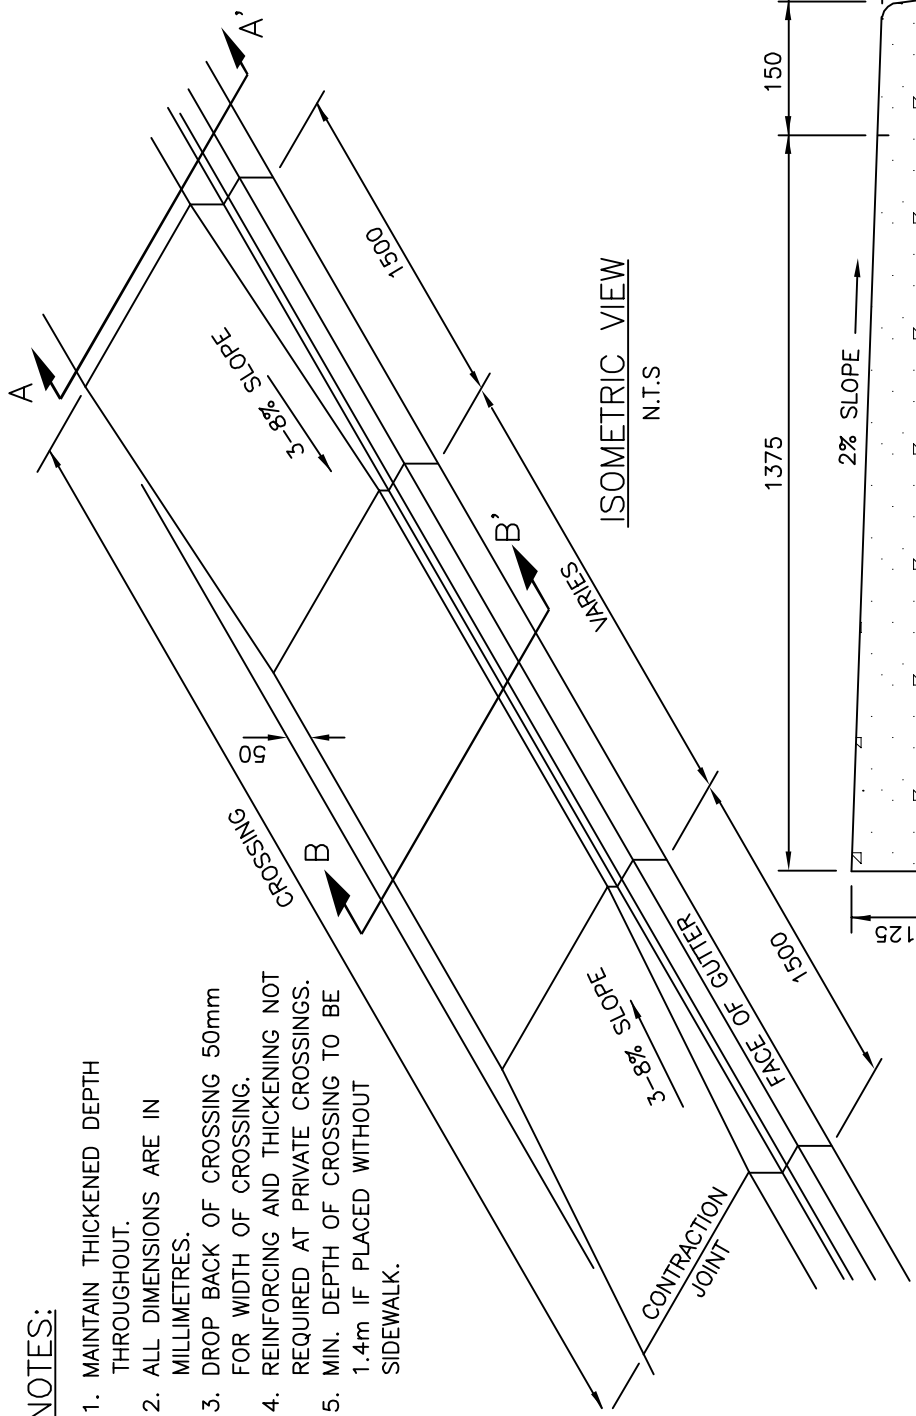 NOTES:
1. MAINTAIN THICKENED DEPTH
THROUGHOUT.
2. ALL DIMENSIONS ARE IN
MILLIMETRES.
3. DROP BACK OF CROSSING 50mm
FOR WIDTH OF CROSSING.
4. REINFORCING AND THICKENING NOT
REQUIRED AT PRIVATE CROSSINGS.
5. MIN. DEPTH OF CROSSING TO BE
1.4m IF PLACED WITHOUT
SIDEWALK.
A
A'
CROSSING
50
3-8% SLOPE
1500
B
B'
VARIES
3-8% SLOPE
FACE OF GUTTER
1500
CONTRACTION
JOINT
ISOMETRIC VIEW
N.T.S
1375
150
2% SLOPE
125